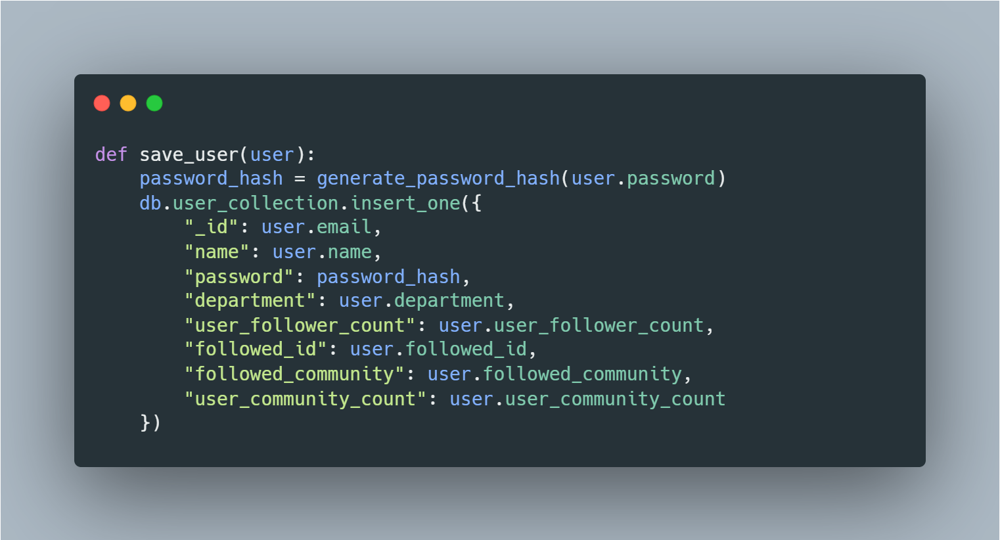 def save_user(user):
    password_hash = generate_password_hash(user.password)
    db.user_collection.insert_one({
        "_id": user.email,
        "name": user.name,
        "password": password_hash,
        "department": user.department,
        "user_follower_count": user.user_follower_count,
        "followed_id": user.followed_id,
        "followed_community": user.followed_community,
        "user_community_count": user.user_community_count
    })